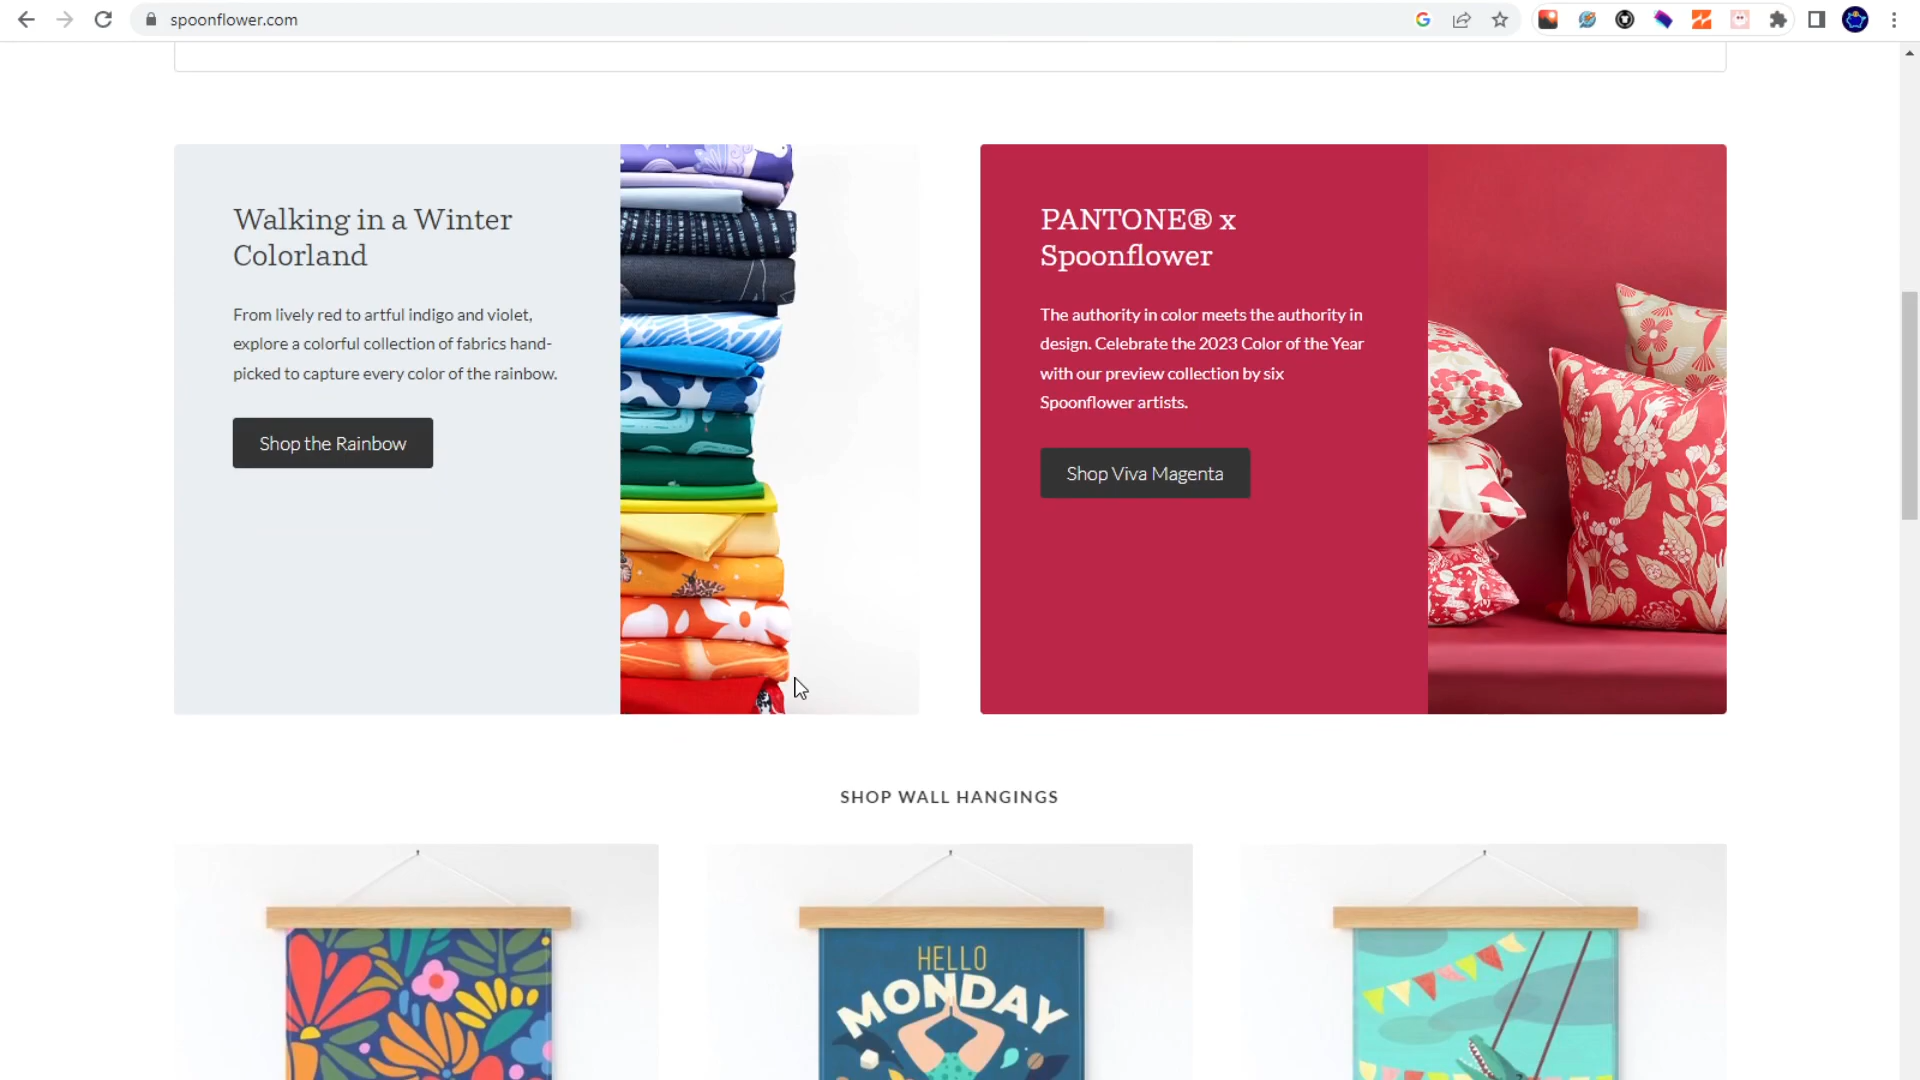 spoonflower.com
Walking in a Winter
Colorland
From lively red to artful indigo and violet,
explore a colorful collection of fabrics hand-
picked to capture every color of the rainbow.
Shop the Rainbow
PANTONE® x
Spoonflower
The authority in color meets the authority in
design. Celebrate the 2023 Color of the Year
with our preview collection by six
Spoonflower artists.
Shop Viva Magenta
SHOP WALL HANGINGS
HELLO
MONDAY